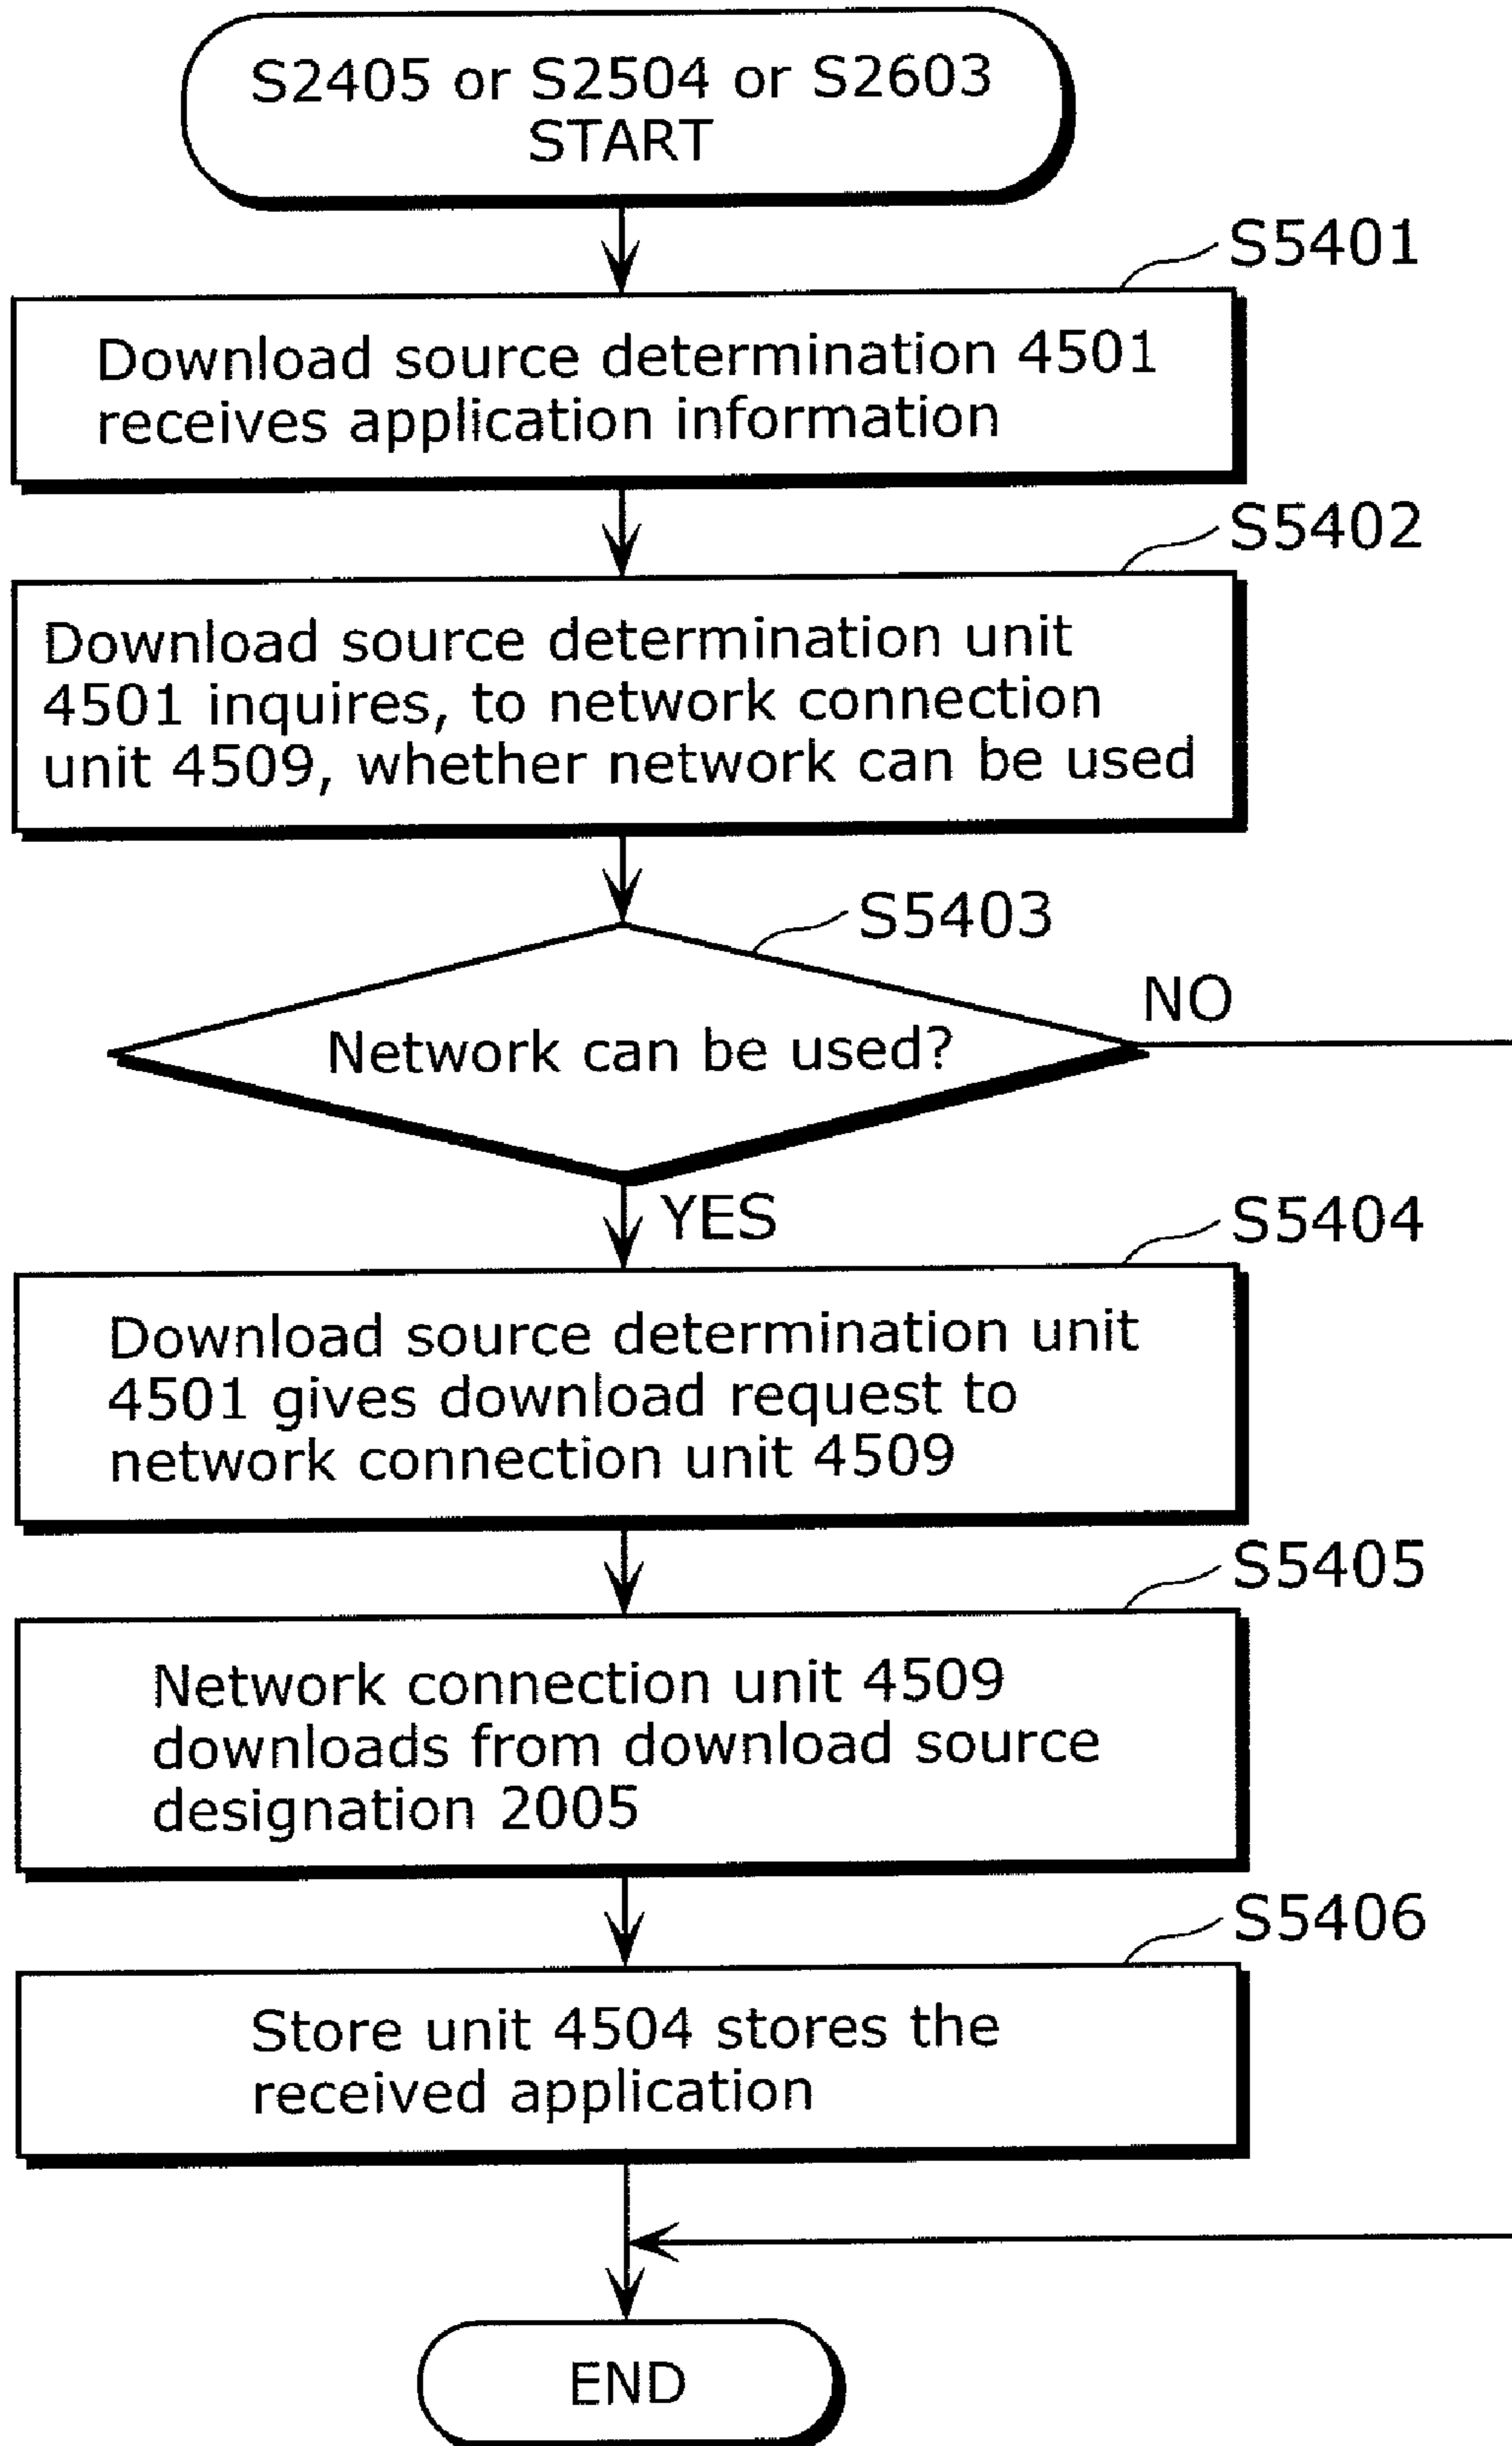 S2405 or S2504 or S2603
START
S5401
Download source determination 4501
receives application information
S5402
Download source determination unit
4501 inquires, to network connection
unit 4509, whether network can be used
S5403
NO
Network can be used?
YES
S5404
Download source determination unit
4501 gives download request to
network connection unit 4509
S5405
Network connection unit 4509
downloads from download source
designation 2005
S5406
Store unit 4504 stores the
received application
END